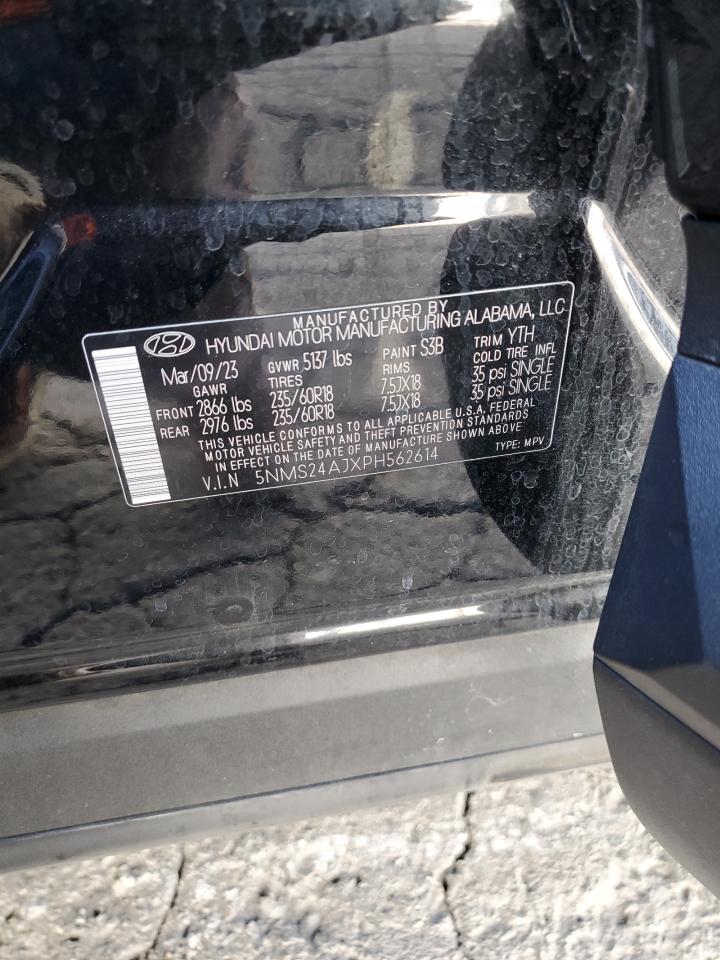 MANUFACTURED BY
HYUNDAI MOTOR MANUFACTURING ALABAMA, LLC
Mar/09/23 GVWR 5137 lbs PAINT S3B TRIM YTH
GAWR TIRES RIMS COLD TIRE INFL
FRONT 2866 lbs 235/60R18 7.5JX18 35 psi SINGLE
REAR 2976 lbs 235/60R18 7.5JX18 35 psi SINGLE
THIS VEHICLE CONFORMS TO ALL APPLICABLE U.S.A. FEDERAL
MOTOR VEHICLE SAFETY AND THEFT PREVENTION STANDARDS
IN EFFECT ON THE DATE OF MANUFACTURE SHOWN ABOVE
V.I.N 5NMS24AJXPH562614 TYPE: MPV